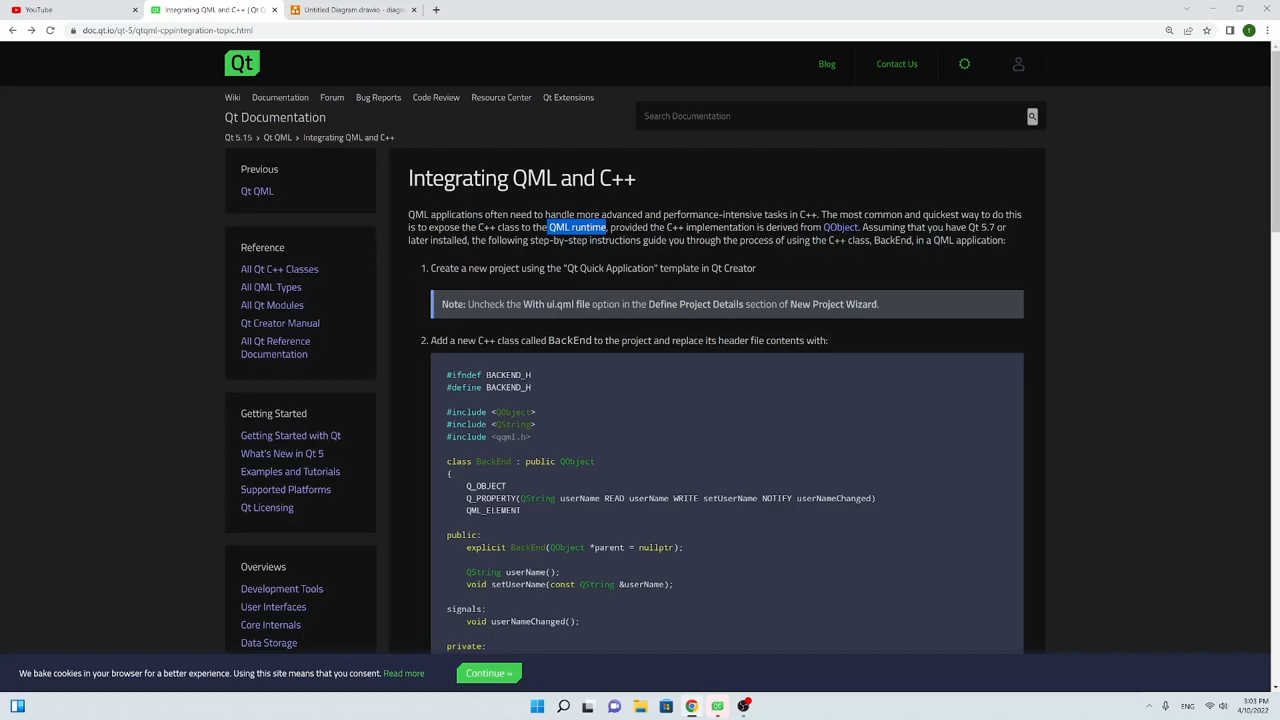 YouTube
Integrating QML and C++ | Qt Q
Untitled Diagram.drawio - diagra
doc.qt.io/qt-5/qtqml-cppintegration-topic.html
t
Qt
Blog
Contact Us
Wiki
Documentation
Forum
Bug Reports
Code Review
Resource Center
Qt Extensions
Qt Documentation
Search Documentation
Qt 5.15 > Qt QML > Integrating QML and C++
Previous
Qt QML
Reference
All Qt C++ Classes
All QML Types
All Qt Modules
Qt Creator Manual
All Qt Reference
Documentation
Getting Started
Getting Started with Qt
What's New in Qt 5
Examples and Tutorials
Supported Platforms
Qt Licensing
Overviews
Development Tools
User Interfaces
Core Internals
Data Storage
Integrating QML and C++
QML applications often need to handle more advanced and performance-intensive tasks in C++. The most common and quickest way to do this
is to expose the C++ class to the QML runtime, provided the C++ implementation is derived from QObject. Assuming that you have Qt 5.7 or
later installed, the following step-by-step instructions guide you through the process of using the C++ class, BackEnd, in a QML application:
1. Create a new project using the "Qt Quick Application" template in Qt Creator
Note: Uncheck the With ui.qml file option in the Define Project Details section of New Project Wizard.
2. Add a new C++ class called BackEnd to the project and replace its header file contents with:
#ifndef BACKEND_H
#define BACKEND_H
#include <QObject>
#include <QString>
#include <qqml.h>
class BackEnd : public QObject
{
Q_OBJECT
Q_PROPERTY(QString userName READ userName WRITE setUserName NOTIFY userNameChanged)
QML_ELEMENT
public:
explicit BackEnd(QObject *parent = nullptr);
QString userName();
void setUserName(const QString &userName);
signals:
void userNameChanged();
private:
We bake cookies in your browser for a better experience. Using this site means that you consent. Read more
Continue »
ENG
3:03 PM
4/10/2022